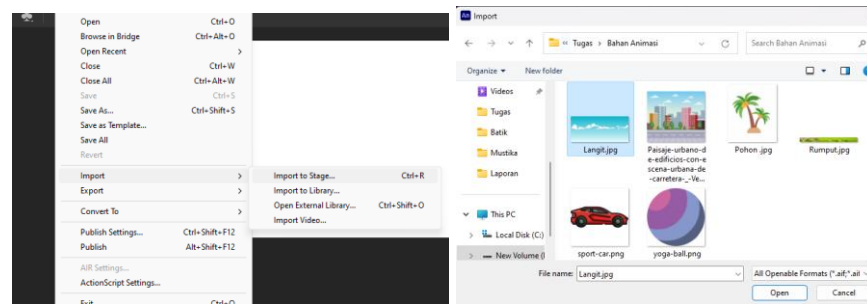 Open Ctrl+O
Browse in Bridge Ctrl+Alt+O
Open Recent >
Close Ctrl+W
Close All Ctrl+Alt+W
Save Ctrl+S
Save As... Ctrl+Shift+S
Save as Template...
Save All
Revert
Import >
Export >
Convert To >
Publish Settings... Ctrl+Shift+F12
Publish Alt+Shift+F12
AIR Settings...
ActionScript Settings...
Exit Ctrl+Q
Import to Stage... Ctrl+R
Import to Library...
Open External Library... Ctrl+Shift+O
Import Video...
An Import
« Tugas > Bahan Animasi
Search Bahan Animasi
Organize New folder
Videos
Tugas
Batik
Mustika
Laporan
This PC
Local Disk (C:)
New Volume (
Langit.jpg
Paisaje-urbano-d
e-edificios-con-e
scena-urbana-de
-carretera-_-Ve...
Pohon .jpg
Rumput.jpg
sport-car.png
yoga-ball.png
File name: Langit.jpg
All Openable Formats (*.aif;*.aif
Open Cancel